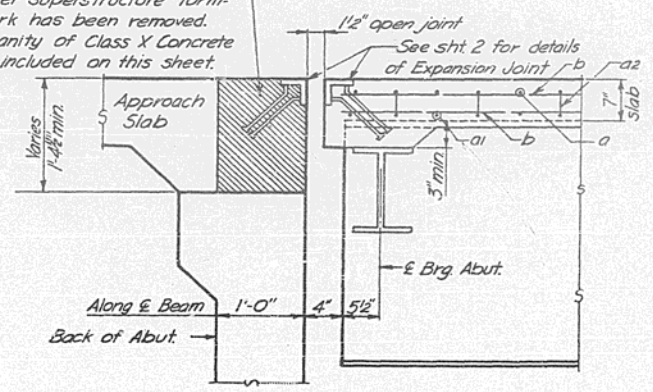 er Superstructure form-
rk has been removed.
anity of Class X Concrete
included on this sheet.
1½" open joint
See sht. 2 for details
of Expansion Joint
b
a2
Approach
Slab
Varies
1'-4½" min.
7"
slab
a1
b
a
3" min.
S
S
S
℄ Brg. Abut.
Along ℄ Beam
1'-0"
4"
5½"
Back of Abut.